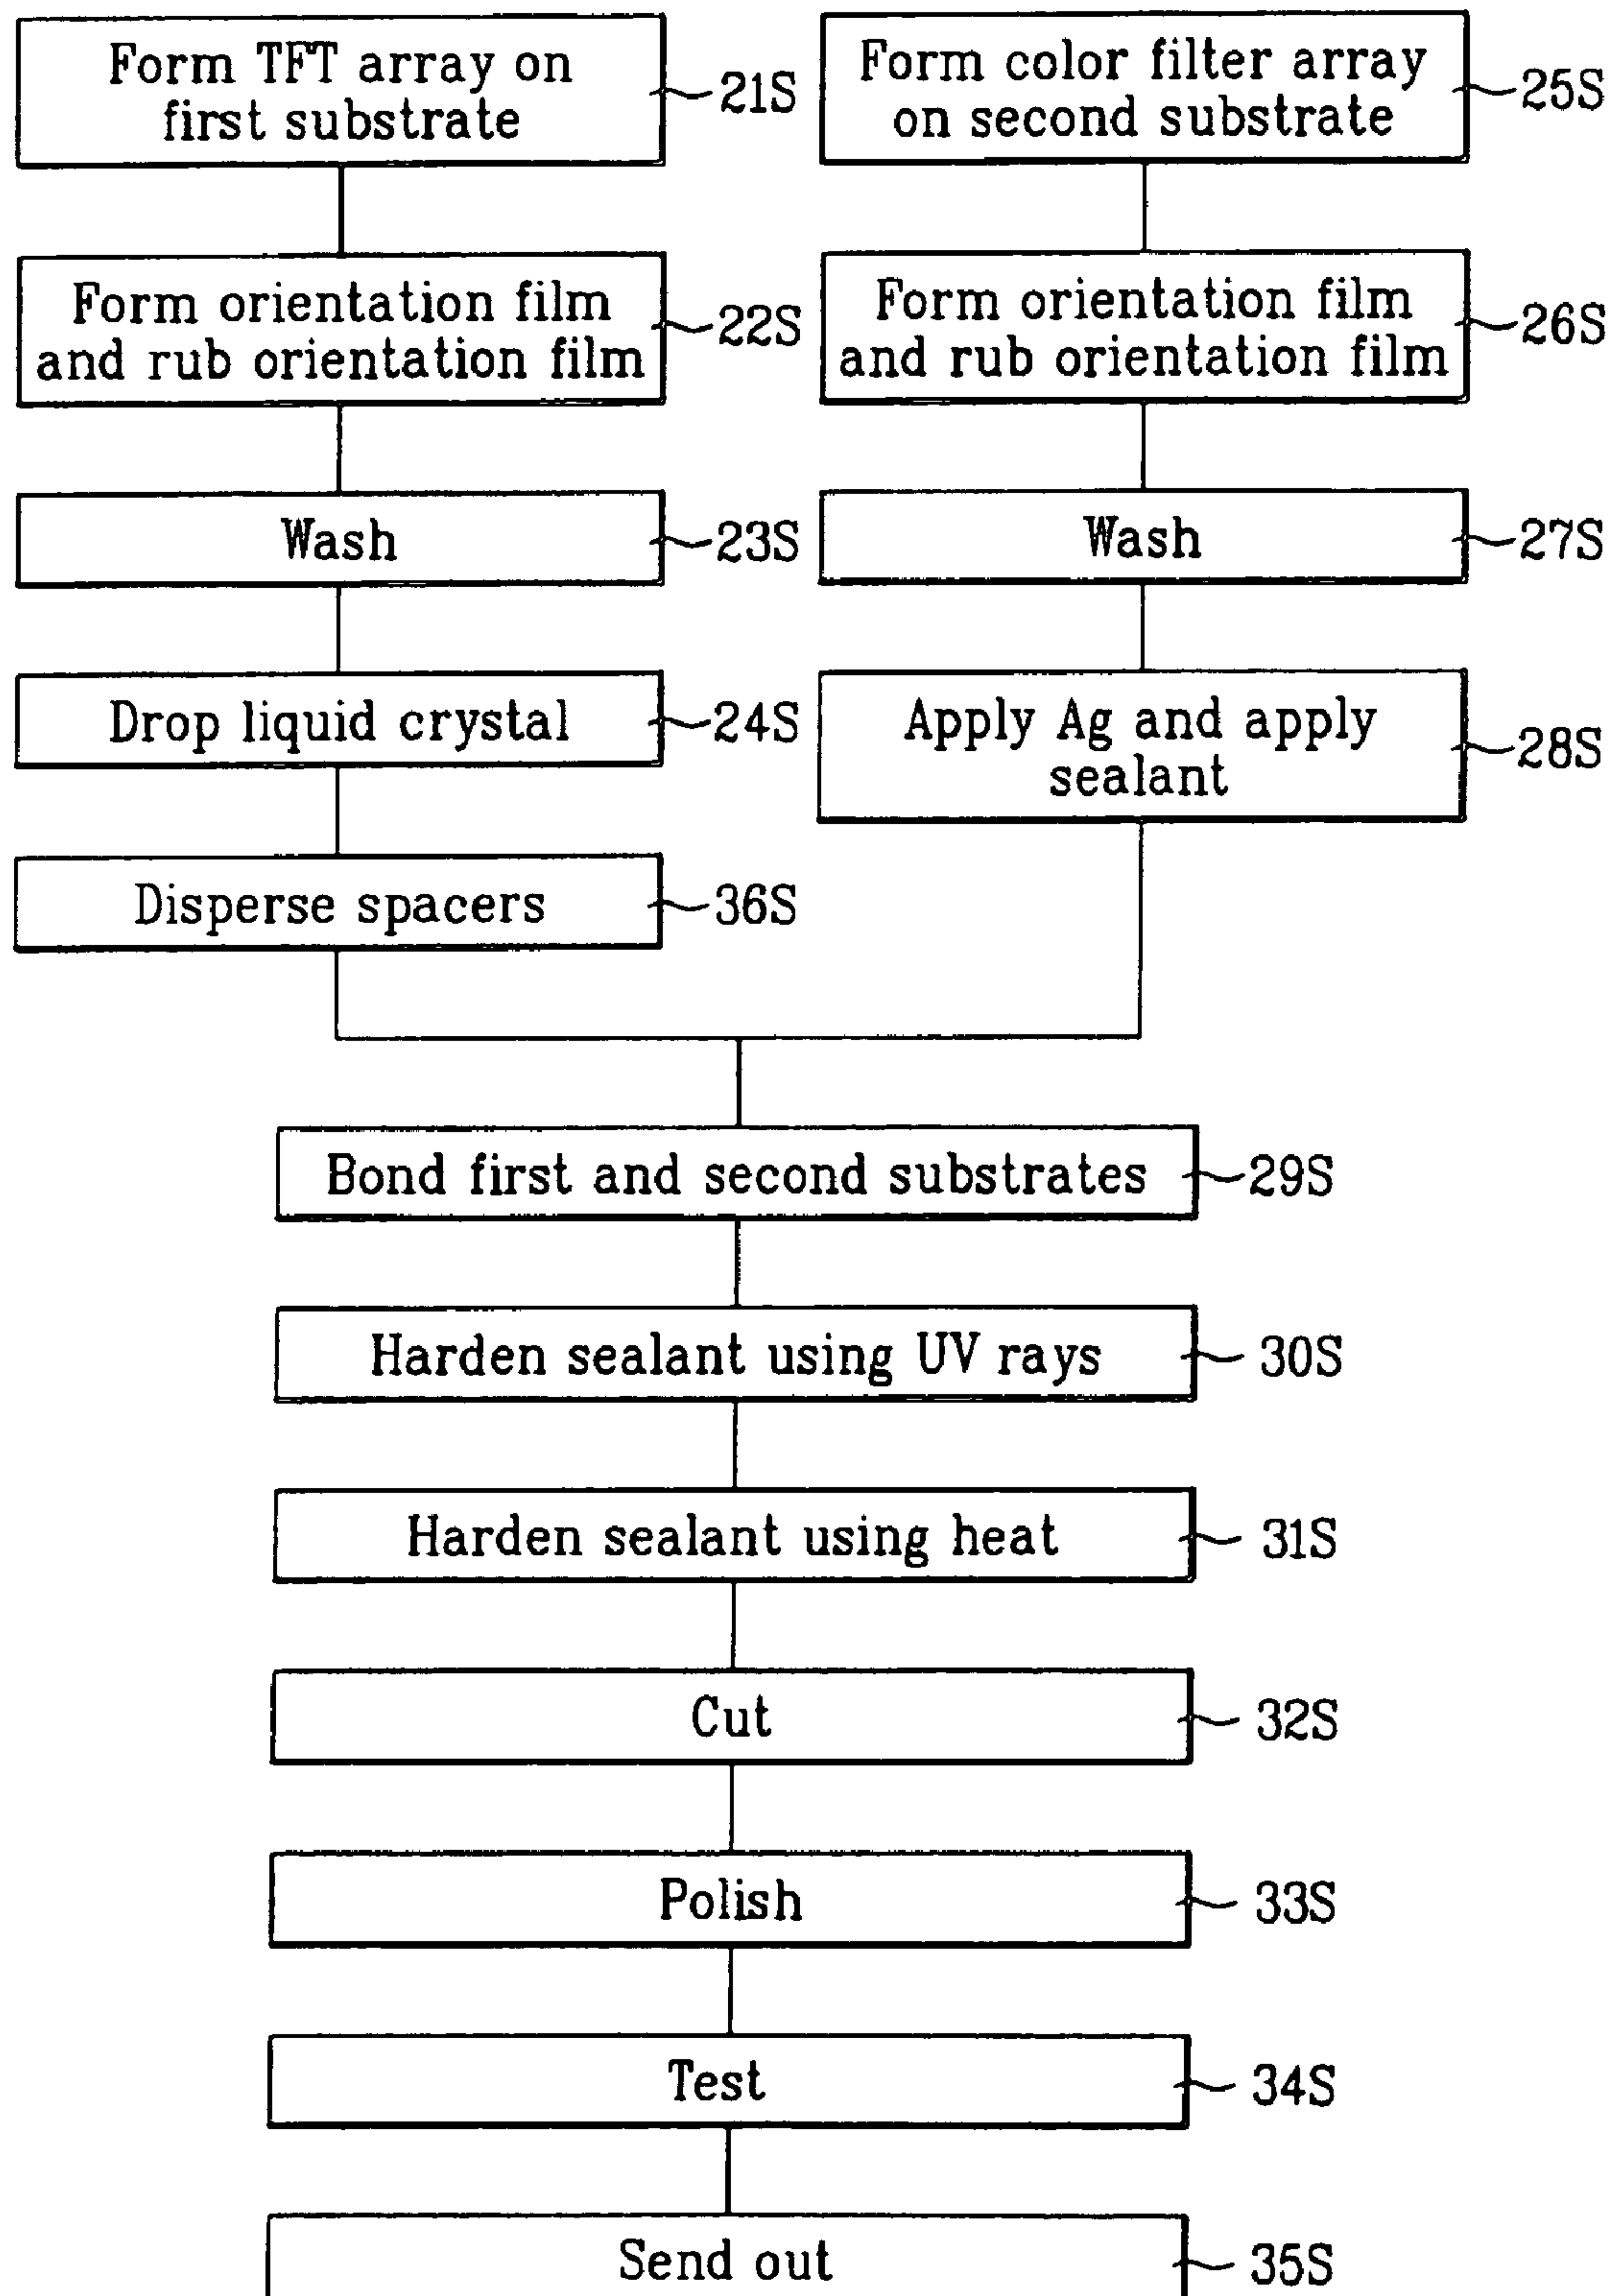 Form TFT array on
first substrate
21S
Form orientation film
and rub orientation film
22S
Wash
23S
Drop liquid crystal
24S
Disperse spacers
36S
Form color filter array
on second substrate
25S
Form orientation film
and rub orientation film
26S
Wash
27S
Apply Ag and apply
sealant
28S
Bond first and second substrates
29S
Harden sealant using UV rays
30S
Harden sealant using heat
31S
Cut
32S
Polish
33S
Test
34S
Send out
35S